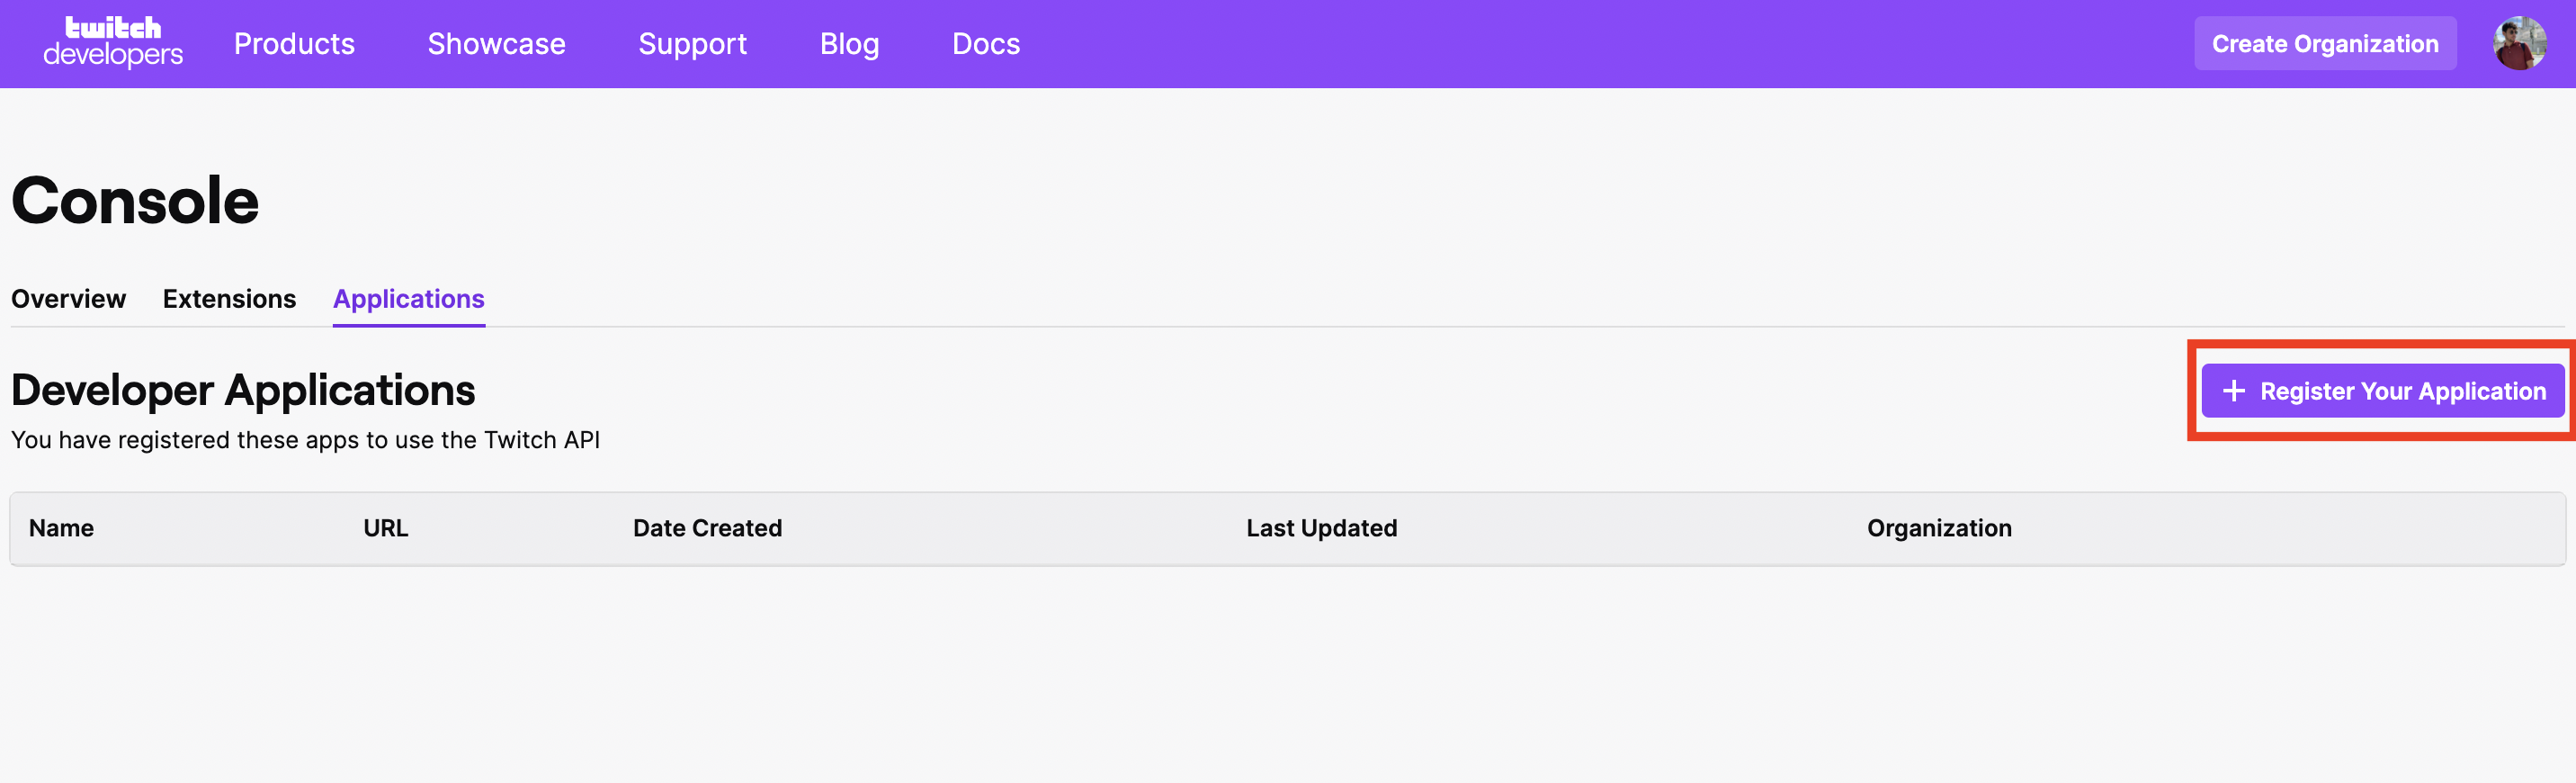 twitch
developers
Products Showcase Support Blog Docs Create Organization
Console
Overview Extensions Applications
Developer Applications
+ Register Your Application
You have registered these apps to use the Twitch API
Name URL Date Created Last Updated Organization